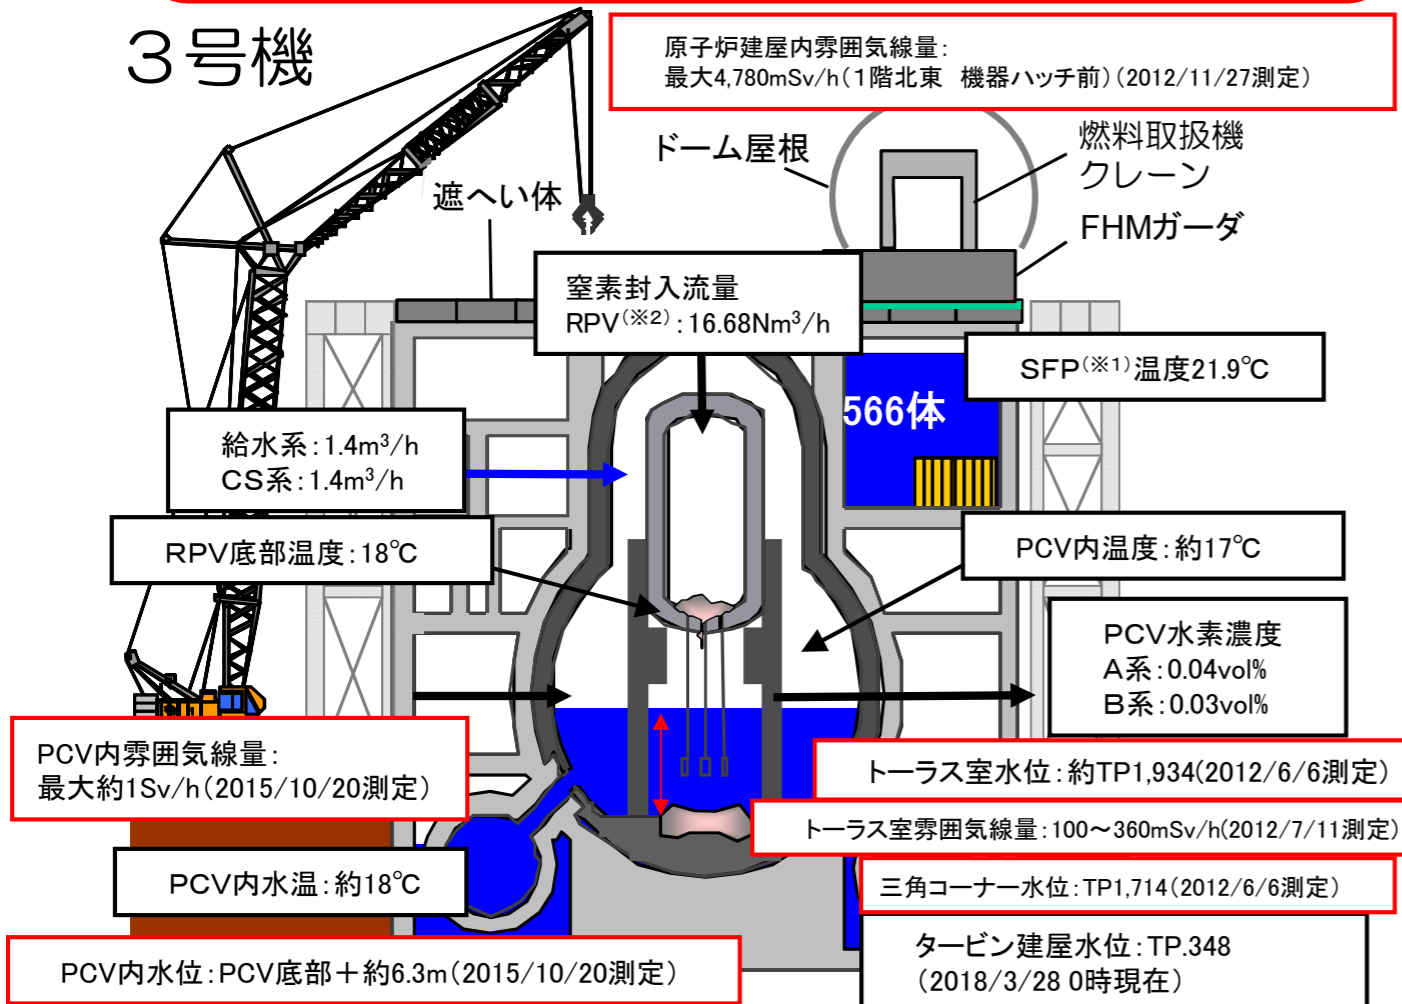 3号機
原子炉建屋内雰囲気線量:
最大4,780mSv/h(1階北東 機器ハッチ前)(2012/11/27測定)
ドーム屋根
燃料取扱機
クレーン
遮へい体
FHMガーダ
窒素封入流量
RPV(※2):16.68Nm³/h
SFP(※1)温度21.9℃
566体
給水系:1.4m³/h
CS系:1.4m³/h
RPV底部温度:18℃
PCV内温度:約17℃
PCV水素濃度
A系:0.04vol%
B系:0.03vol%
PCV内雰囲気線量:
最大約1Sv/h(2015/10/20測定)
トーラス室水位:約TP1,934(2012/6/6測定)
トーラス室雰囲気線量:100～360mSv/h(2012/7/11測定)
PCV内水温:約18℃
三角コーナー水位:TP1,714(2012/6/6測定)
PCV内水位:PCV底部+約6.3m(2015/10/20測定)
タービン建屋水位:TP.348
(2018/3/28 0時現在)